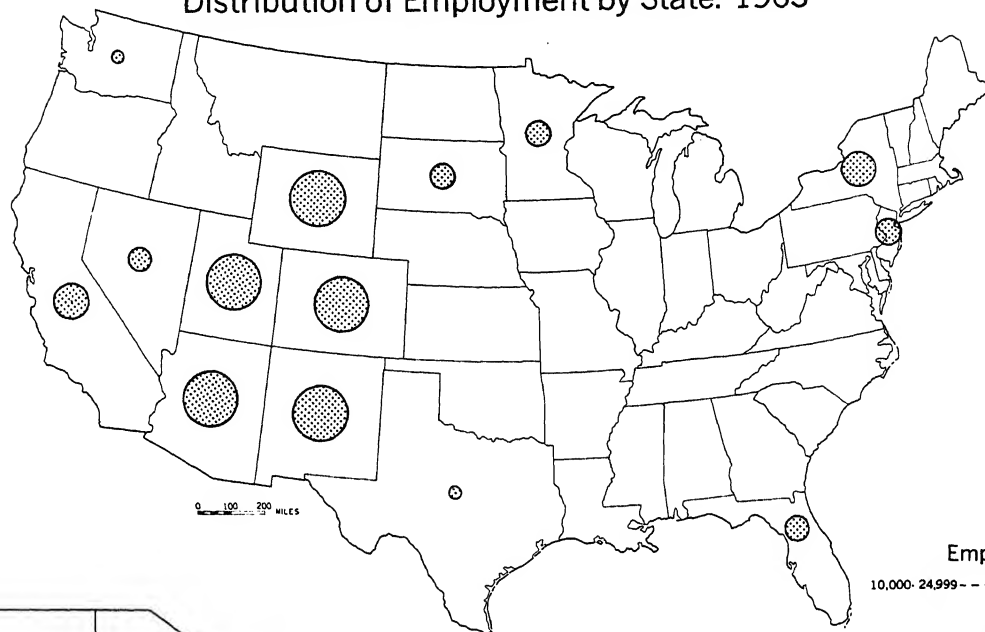 Distribution of Employment by State: 1963
0 100 200 MILES
Emp
10,000- 24,999 - -